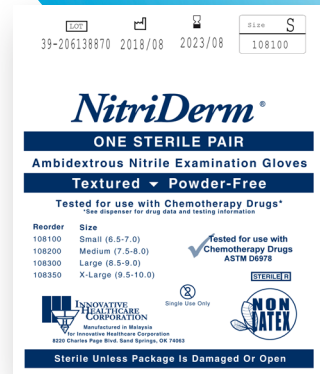 LOT
39-206138870 2018/08 2023/08
Size S
108100
NitriDerm®
ONE STERILE PAIR
Ambidextrous Nitrile Examination Gloves
Textured Powder-Free
Tested for use with Chemotherapy Drugs*
*See dispenser for drug data and testing information
Reorder Size
108100 Small (6.5-7.0)
108200 Medium (7.5-8.0)
108300 Large (8.5-9.0)
108350 X-Large (9.5-10.0)
Tested for use with
Chemotherapy Drugs
ASTM D6978
STERILE R
2
Single Use Only
INNOVATIVE
HEALTHCARE
CORPORATION
Manufactured in Malaysia
for Innovative Healthcare Corporation
8220 Charles Page Blvd. Sand Springs, OK 74063
NON
LATEX
Sterile Unless Package Is Damaged Or Open